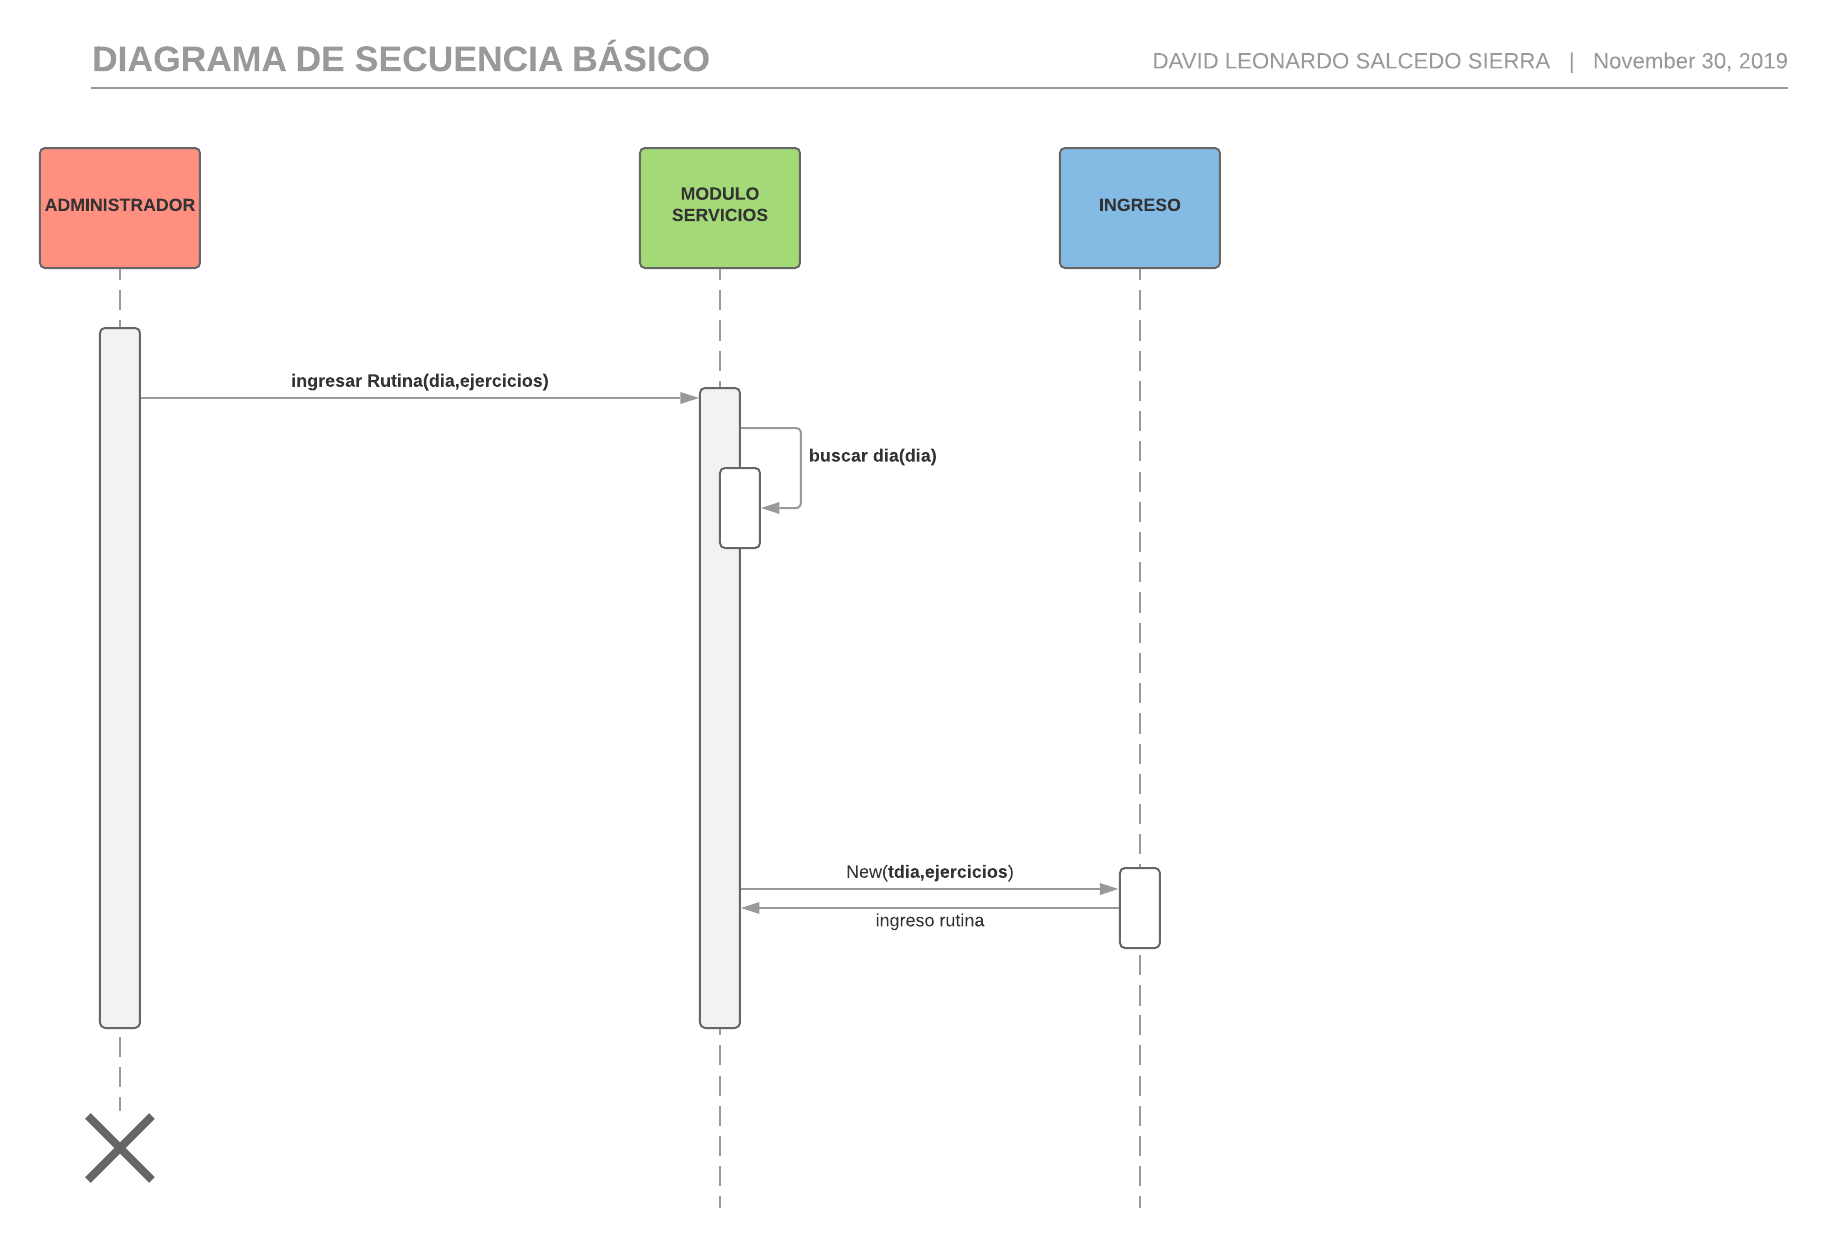 DIAGRAMA DE SECUENCIA BÁSICO
DAVID LEONARDO SALCEDO SIERRA | November 30, 2019
ADMINISTRADOR
MODULO
SERVICIOS
INGRESO
ingresar Rutina(dia,ejercicios)
buscar dia(dia)
New(tdia,ejercicios)
ingreso rutina